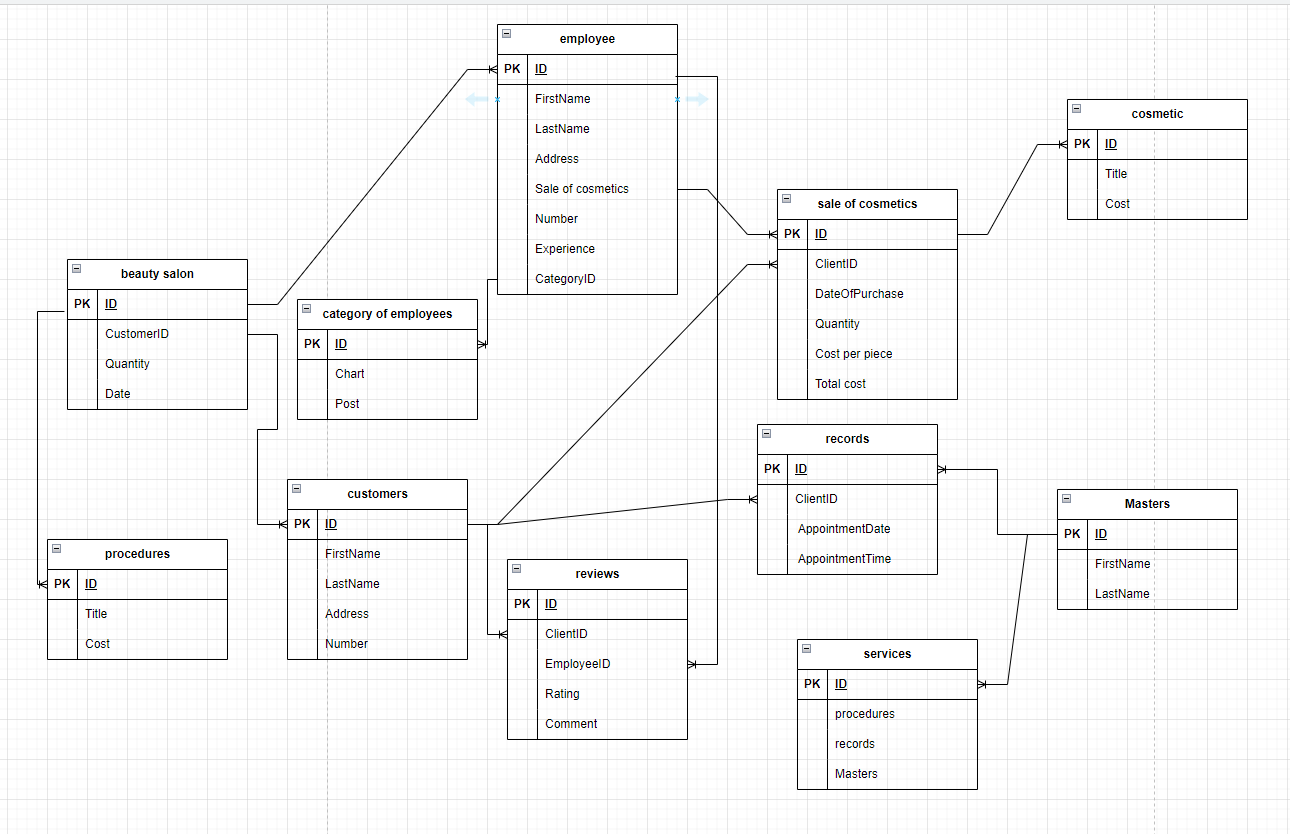 employee
PK ID
FirstName
LastName
Address
Sale of cosmetics
Number
Experience
CategoryID
cosmetic
PK ID
Title
Cost
sale of cosmetics
PK ID
ClientID
DateOfPurchase
Quantity
Cost per piece
Total cost
beauty salon
PK ID
CustomerID
Quantity
Date
category of employees
PK ID
Chart
Post
records
PK ID
ClientID
AppointmentDate
AppointmentTime
customers
PK ID
FirstName
LastName
Address
Number
Masters
PK ID
FirstName
LastName
procedures
PK ID
Title
Cost
reviews
PK ID
ClientID
EmployeeID
Rating
Comment
services
PK ID
procedures
records
Masters